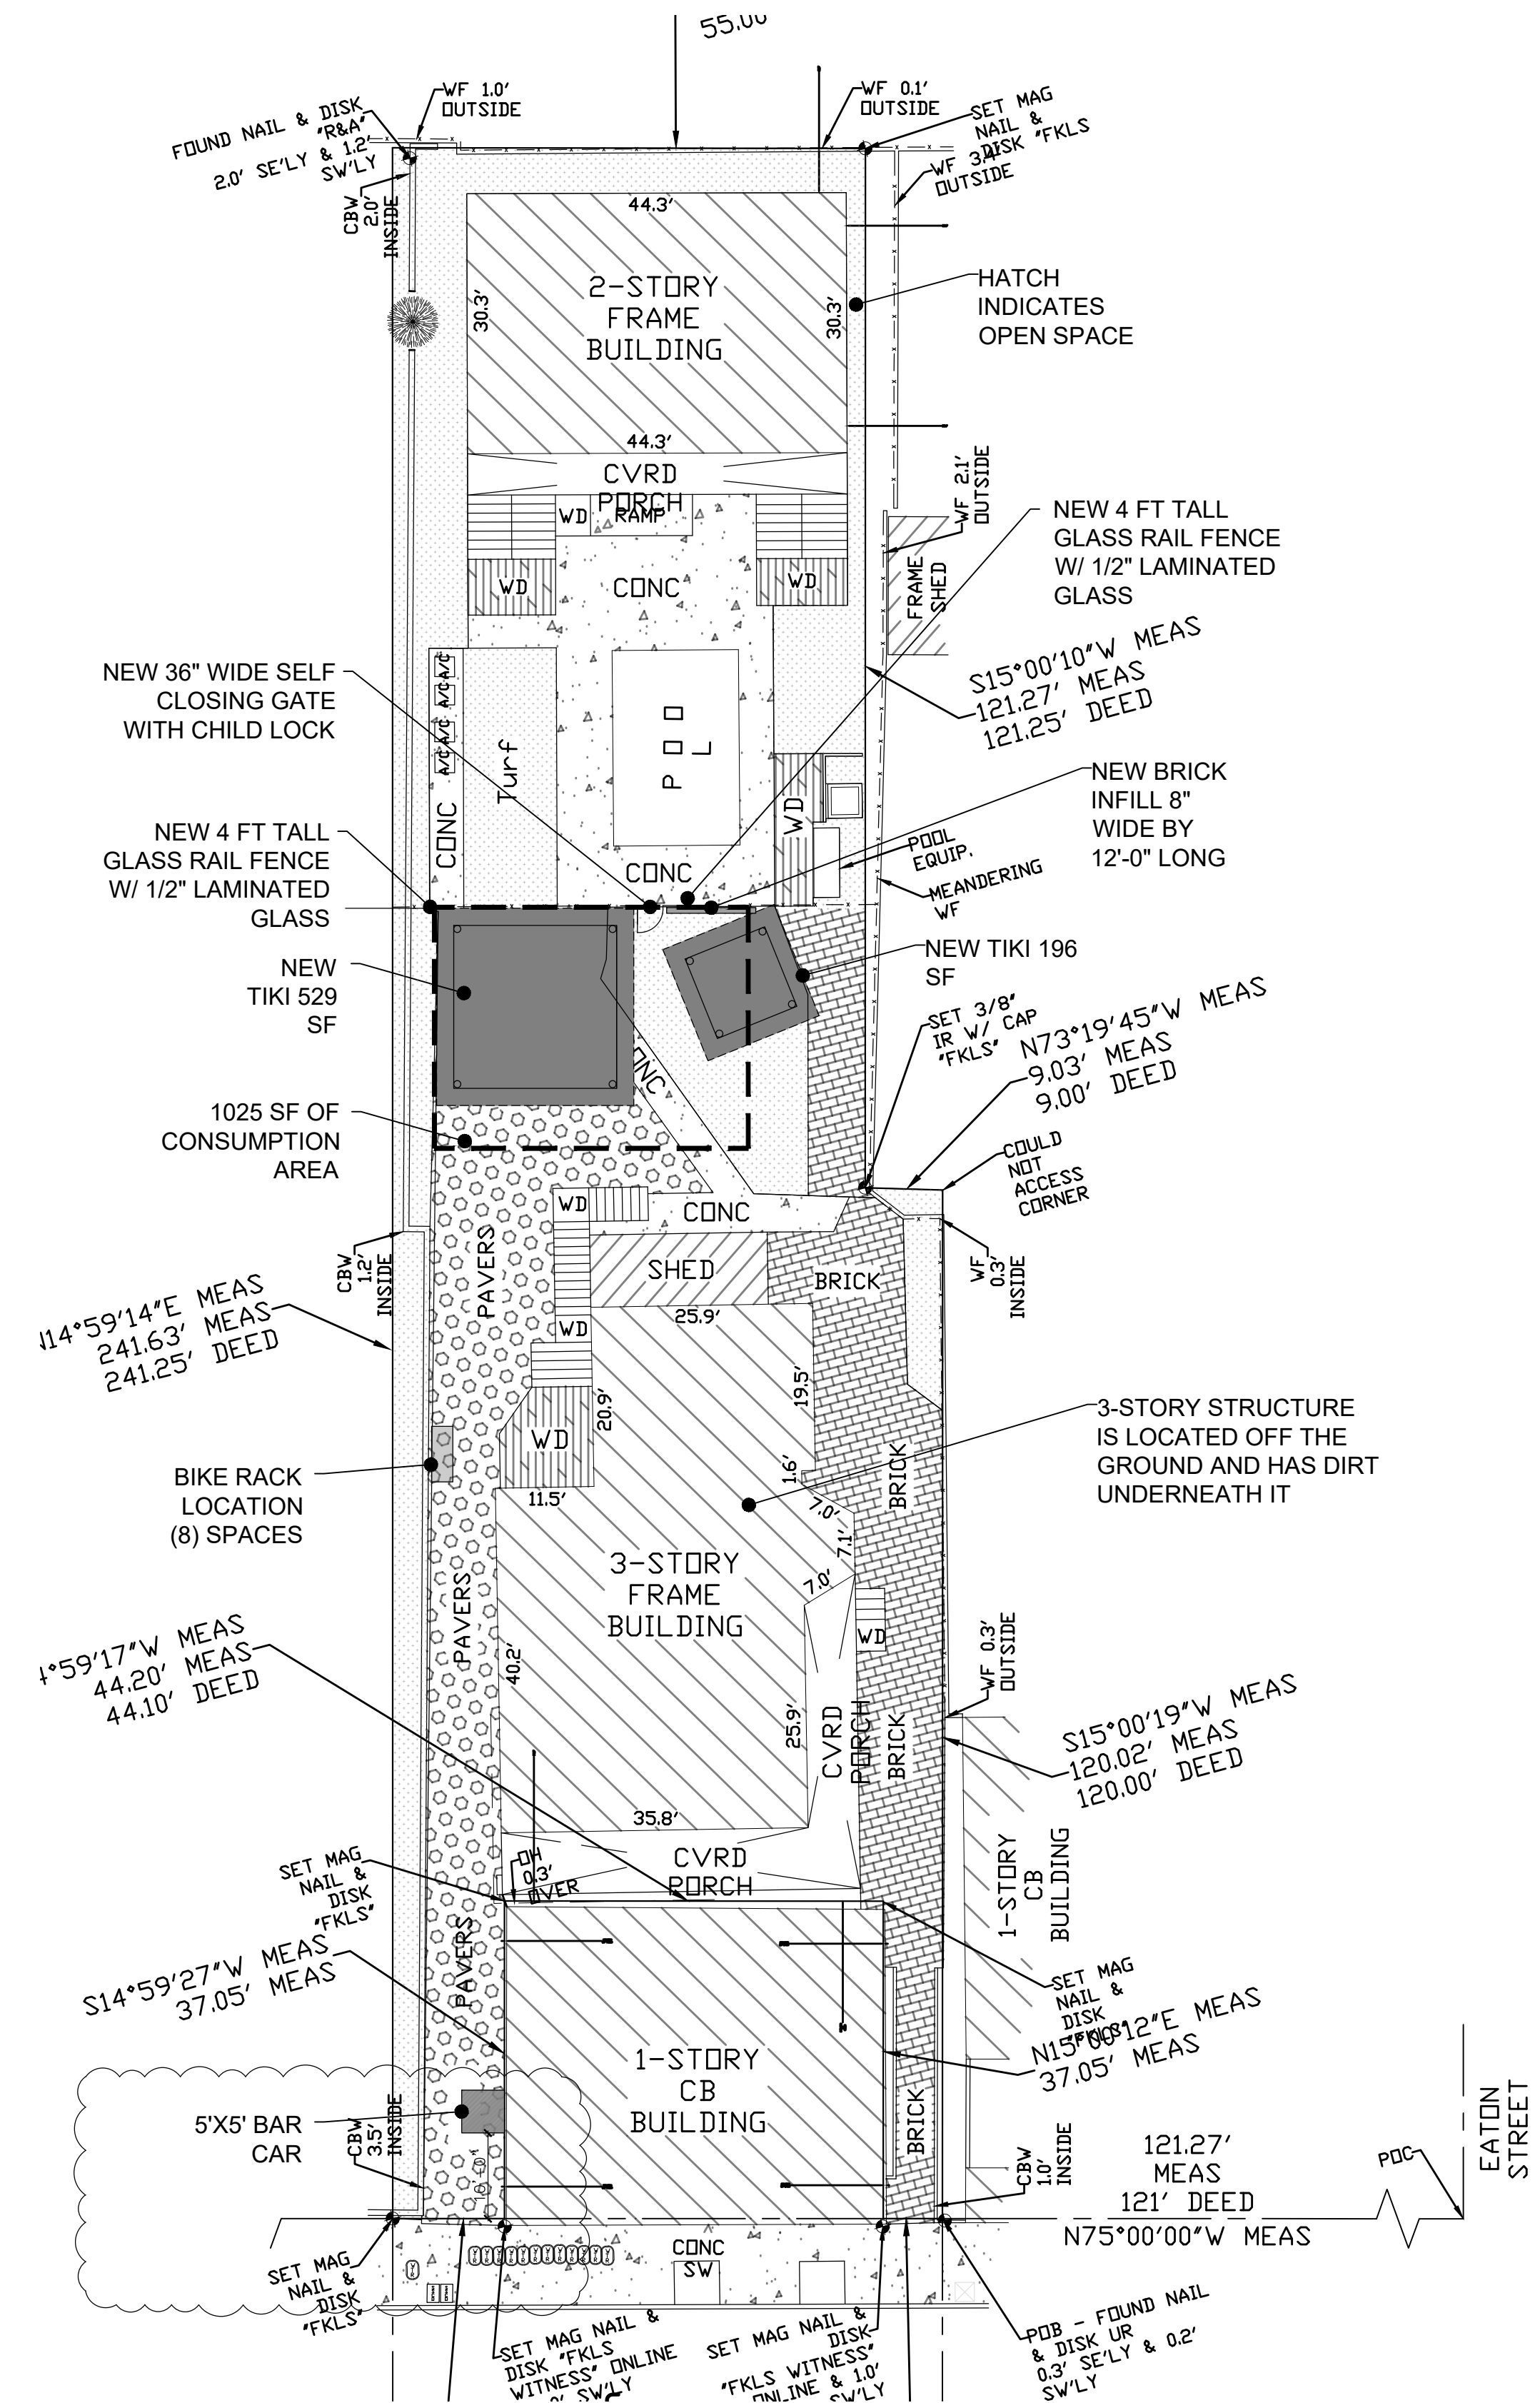 55.00
WF 1.0'
OUTSIDE
WF 0.1'
OUTSIDE
FOUND NAIL & DISK
"R&A"
2.0' SE'LY & 1.2'
SW'LY
SET MAG
NAIL &
DISK "FKLS
WF 3.4'
OUTSIDE
CBW
2.0'
INSIDE
44.3'
2-STORY
FRAME
BUILDING
30.3'
30.3'
HATCH
INDICATES
OPEN SPACE
44.3'
CVRD
PORCH
WD
RAMP
WD
CONC
WD
WF 2.1'
OUTSIDE
FRAME
SHED
NEW 4 FT TALL
GLASS RAIL FENCE
W/ 1/2" LAMINATED
GLASS
S15°00'10"W MEAS
121.27' MEAS
121.25' DEED
NEW 36" WIDE SELF
CLOSING GATE
WITH CHILD LOCK
A/C
A/C
A/C
A/C
CONC
Turf
POOL
WD
CONC
NEW BRICK
INFILL 8"
WIDE BY
12'-0" LONG
POOL
EQUIP.
MEANDERING
WF
NEW 4 FT TALL
GLASS RAIL FENCE
W/ 1/2" LAMINATED
GLASS
NEW
TIKI 529
SF
NEW TIKI 196
SF
SET 3/8"
IR W/ CAP
"FKLS"
N73°19'45"W MEAS
9.03' MEAS
9.00' DEED
1025 SF OF
CONSUMPTION
AREA
COULD
NOT
ACCESS
CORNER
WD
CONC
PAVERS
SHED
BRICK
CBW
1.2'
INSIDE
WF
0.3'
INSIDE
25.9'
WD
14°59'14"E MEAS
241.63' MEAS
241.25' DEED
19.5'
20.9'
WD
11.5'
1.6'
7.0'
7.1'
7.0'
BRICK
3-STORY STRUCTURE
IS LOCATED OFF THE
GROUND AND HAS DIRT
UNDERNEATH IT
BIKE RACK
LOCATION
(8) SPACES
PAVERS
3-STORY
FRAME
BUILDING
WD
40.2'
25.9'
CVRD
PORCH
BRICK
WF 0.3'
OUTSIDE
4°59'17"W MEAS
44.20' MEAS
44.10' DEED
S15°00'19"W MEAS
120.02' MEAS
120.00' DEED
35.8'
CVRD
PORCH
OH
0.3'
OVER
SET MAG
NAIL &
DISK
"FKLS"
1-STORY
CB
BUILDING
PAVERS
S14°59'27"W MEAS
37.05' MEAS
SET MAG
NAIL &
DISK
"FKLS"
N15°00'12"E MEAS
37.05' MEAS
1-STORY
CB
BUILDING
BRICK
5'X5' BAR
CAR
CBW
3.5'
INSIDE
10'-0"
CBW
1.0'
INSIDE
121.27'
MEAS
121' DEED
N75°00'00"W MEAS
POC
EATON
STREET
CONC
SW
SET MAG
NAIL &
DISK
"FKLS"
SET MAG NAIL &
DISK "FKLS
WITNESS" ONLINE
SW'LY
SET MAG NAIL &
DISK
"FKLS WITNESS"
ONLINE & 1.0'
SW'LY
POB - FOUND NAIL
& DISK UR
0.3' SE'LY & 0.2'
SW'LY